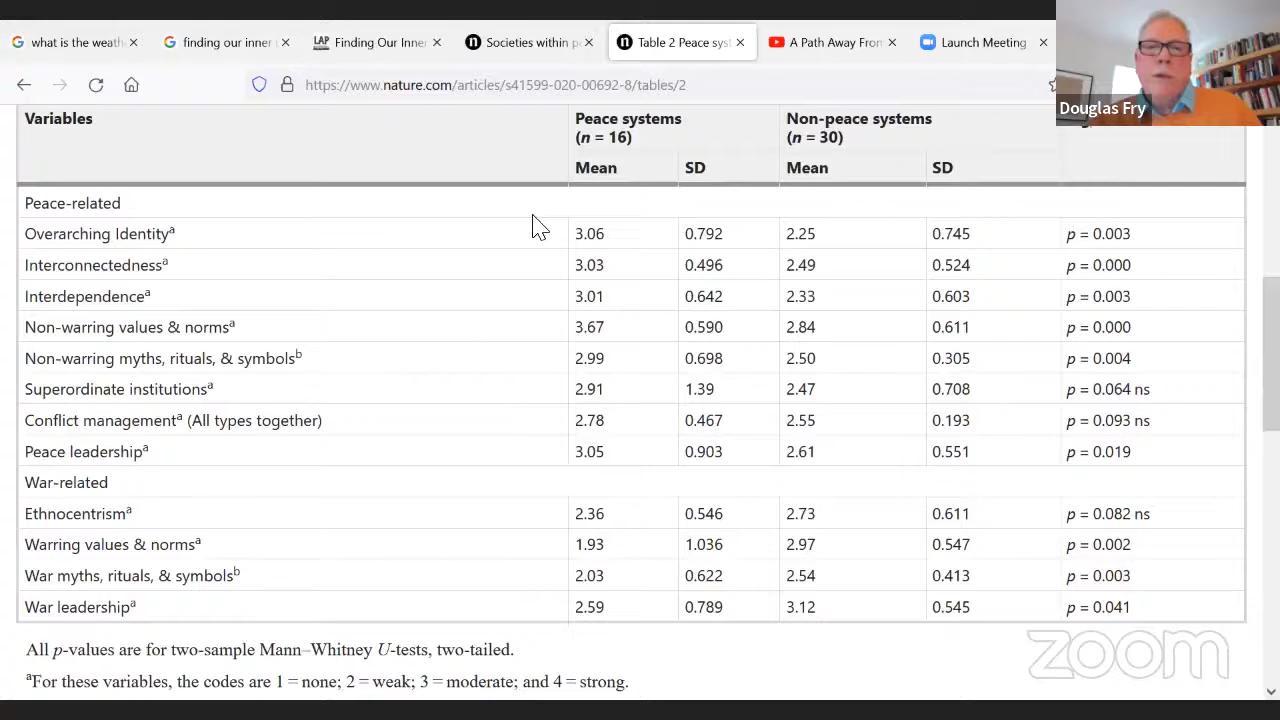 what is the weath
finding our inner
LAP Finding Our Inner
Societies within p
Table 2 Peace sys
A Path Away Fron
Launch Meeting
https://www.nature.com/articles/s41599-020-00692-8/tables/2
Douglas Fry
Variables Peace systems (n = 16) Non-peace systems (n = 30)
Mean SD Mean SD
Peace-related
Overarching Identityᵃ 3.06 0.792 2.25 0.745 p = 0.003
Interconnectednessᵃ 3.03 0.496 2.49 0.524 p = 0.000
Interdependenceᵃ 3.01 0.642 2.33 0.603 p = 0.003
Non-warring values & normsᵃ 3.67 0.590 2.84 0.611 p = 0.000
Non-warring myths, rituals, & symbolsᵇ 2.99 0.698 2.50 0.305 p = 0.004
Superordinate institutionsᵃ 2.91 1.39 2.47 0.708 p = 0.064 ns
Conflict managementᵃ (All types together) 2.78 0.467 2.55 0.193 p = 0.093 ns
Peace leadershipᵃ 3.05 0.903 2.61 0.551 p = 0.019
War-related
Ethnocentrismᵃ 2.36 0.546 2.73 0.611 p = 0.082 ns
Warring values & normsᵃ 1.93 1.036 2.97 0.547 p = 0.002
War myths, rituals, & symbolsᵇ 2.03 0.622 2.54 0.413 p = 0.003
War leadershipᵃ 2.59 0.789 3.12 0.545 p = 0.041
All p-values are for two-sample Mann–Whitney U-tests, two-tailed.
ᵃFor these variables, the codes are 1 = none; 2 = weak; 3 = moderate; and 4 = strong.
zoom